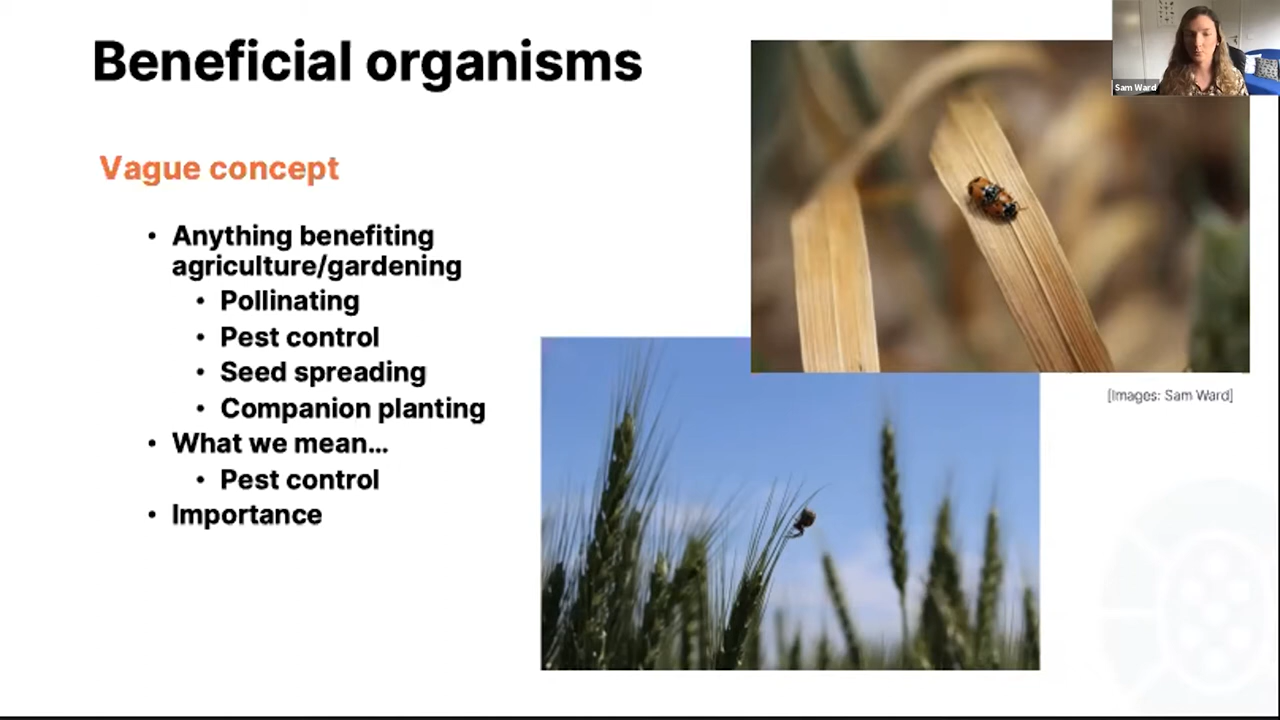 Beneficial organisms
Sam Ward
Vague concept
• Anything benefiting
agriculture/gardening
• Pollinating
• Pest control
• Seed spreading
• Companion planting
• What we mean...
• Pest control
• Importance
[Images: Sam Ward]